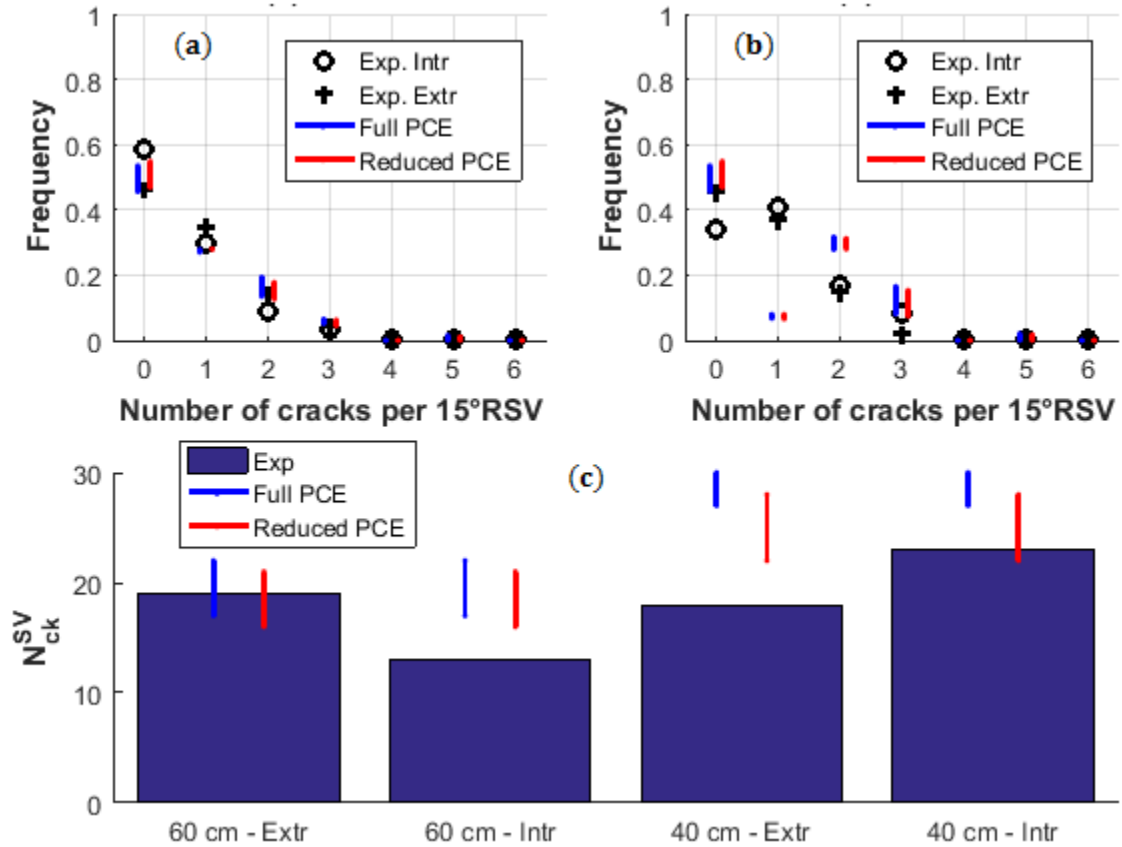 (a)
Exp. Intr
Exp. Extr
Full PCE
Reduced PCE
Frequency
1
0.8
0.6
0.4
0.2
0
0 1 2 3 4 5 6
Number of cracks per 15°RSV
(b)
Exp. Intr
Exp. Extr
Full PCE
Reduced PCE
Frequency
1
0.8
0.6
0.4
0.2
0
0 1 2 3 4 5 6
Number of cracks per 15°RSV
(c)
Exp
Full PCE
Reduced PCE
N_ck^SV
30
20
10
0
60 cm - Extr 60 cm - Intr 40 cm - Extr 40 cm - Intr